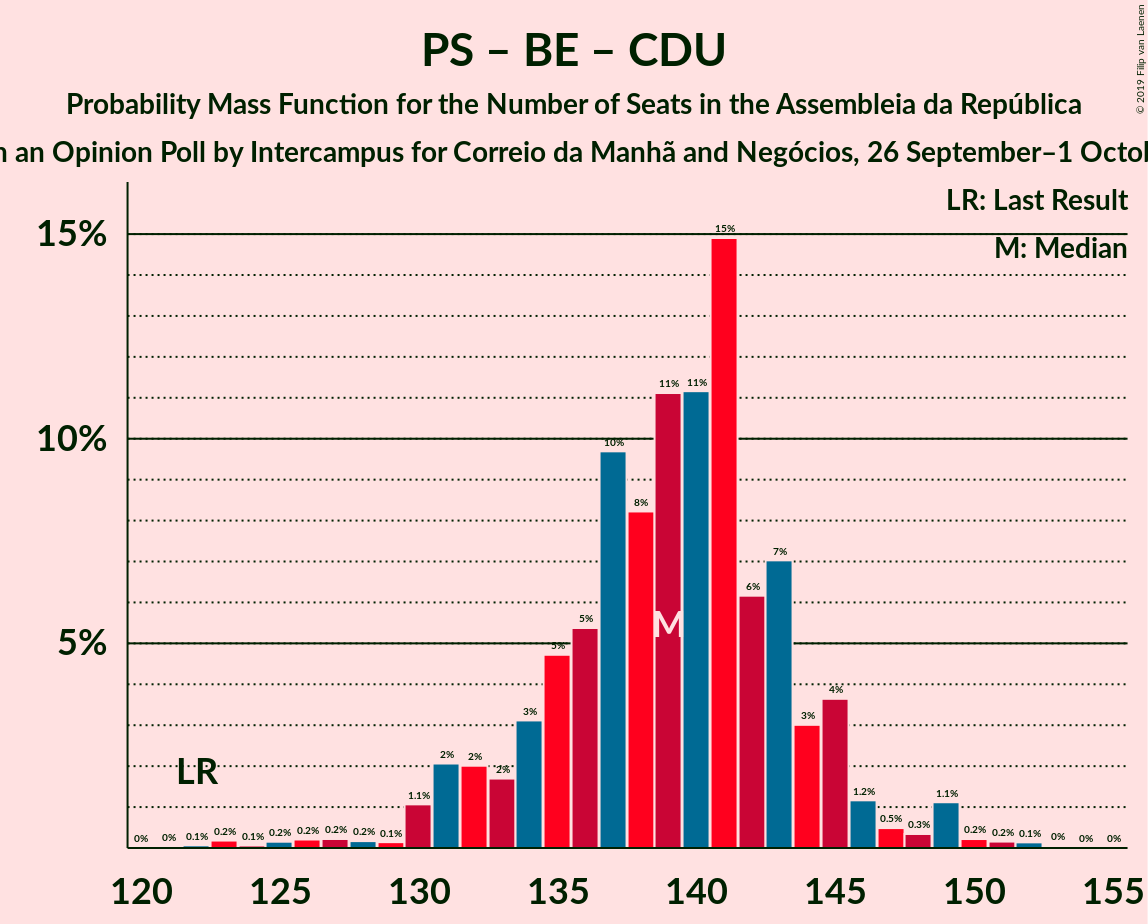 PS – BE – CDU
Probability Mass Function for the Number of Seats in the Assembleia da República
an Opinion Poll by Intercampus for Correio da Manhã and Negócios, 26 September–1
© 2019 Filip van Laenen
LR: Last Result
M: Median
15%
10%
5%
0% 0% 0.1% 0.2% 0.1% 0.2% 0.2% 0.2% 0.2% 0.1% 1.1% 2% 2% 2% 3% 5% 5% 10% 8% 11% 11% 15% 6% 7% 3% 4% 1.2% 0.5% 0.3% 1.1% 0.2% 0.2% 0.1% 0% 0% 0%
LR
M
120 125 130 135 140 145 150 155